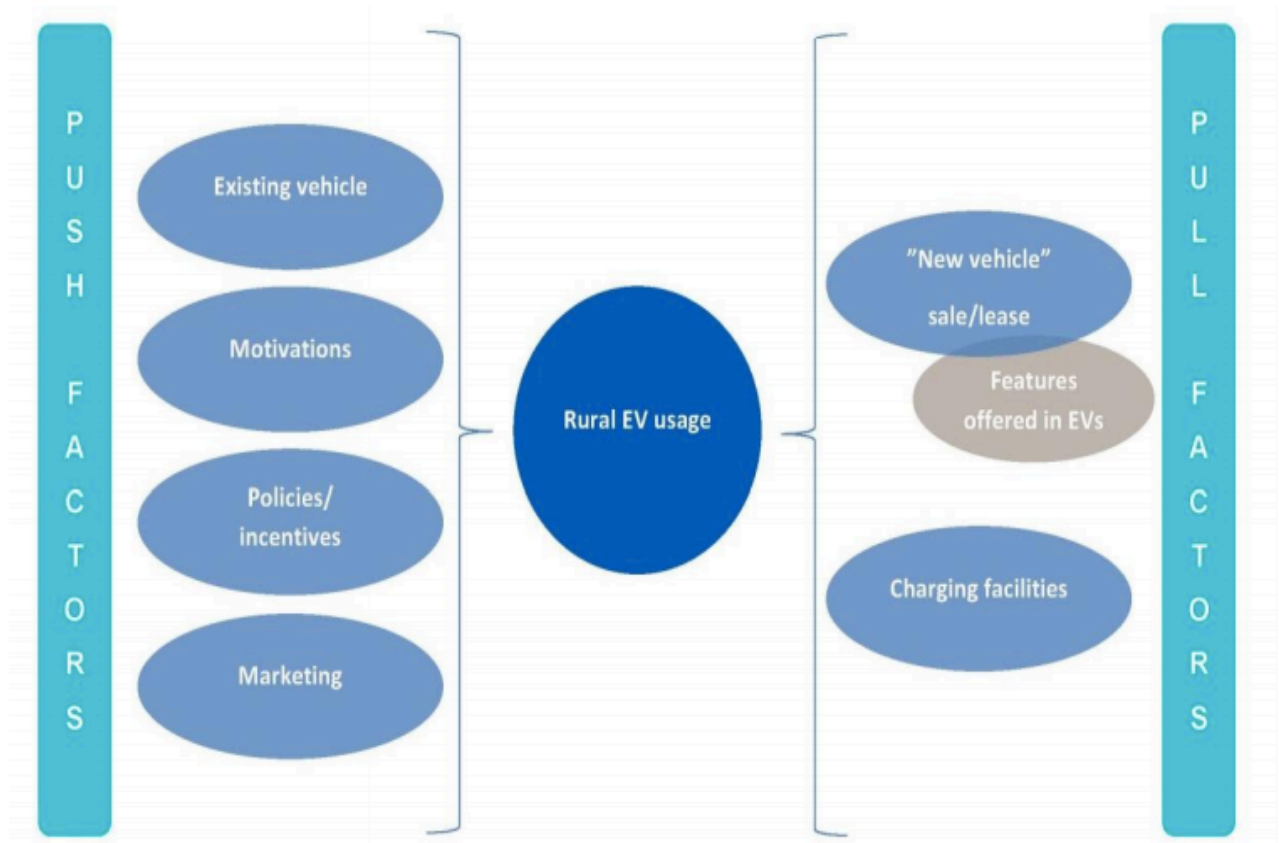 PUSH FACTORS
Existing vehicle
Motivations
Policies/
incentives
Marketing
Rural EV usage
”New vehicle”
sale/lease
Features
offered in EVs
Charging facilities
PULL FACTORS